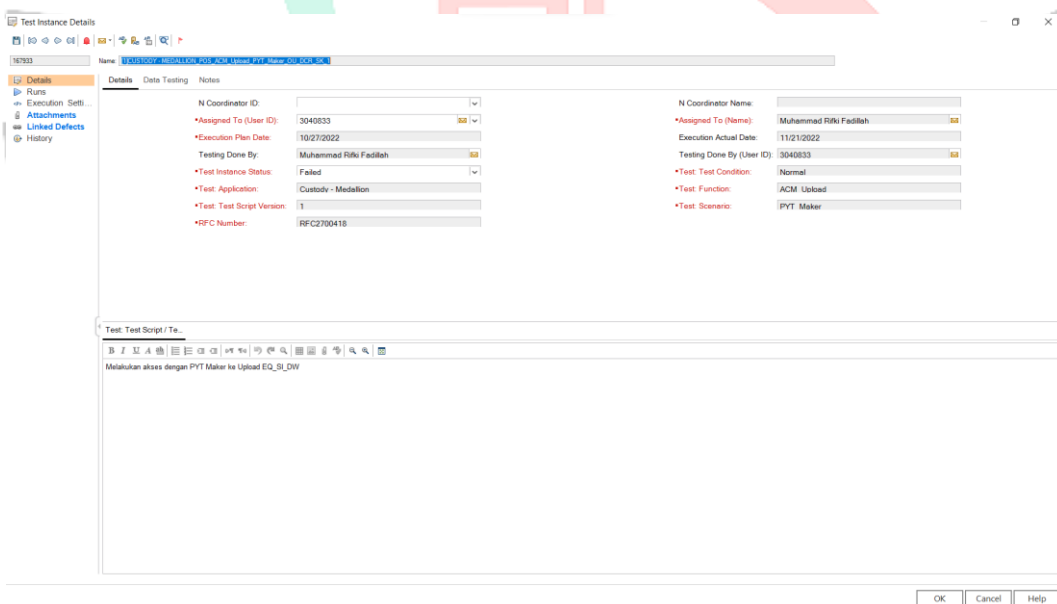 Test Instance Details
167933 Name: [1]CUSTODY - MEDALLION_POS_ACM_Upload_PYT_Maker_OU_DCR_SK_1
Details
Runs
Execution Setti...
Attachments
Linked Defects
History
Details Data Testing Notes
N Coordinator ID: N Coordinator Name:
*Assigned To (User ID): 3040833 *Assigned To (Name): Muhammad Rifki Fadillah
*Execution Plan Date: 10/27/2022 Execution Actual Date: 11/21/2022
Testing Done By: Muhammad Rifki Fadillah Testing Done By (User ID): 3040833
*Test Instance Status: Failed *Test: Test Condition: Normal
*Test: Application: Custody - Medallion *Test: Function: ACM Upload
*Test: Test Script Version: 1 *Test: Scenario: PYT Maker
*RFC Number: RFC2700418
Test: Test Script / Te...
B I U A ab
Melakukan akses dengan PYT Maker ke Upload EQ_SI_DW
OK Cancel Help